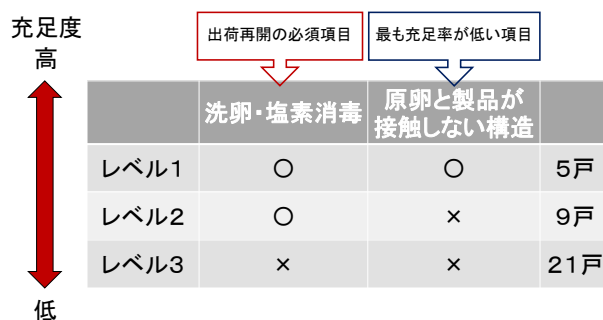 充足度
高
出荷再開の必須項目
最も充足率が低い項目
洗卵・塩素消毒
原卵と製品が
接触しない構造
レベル1 ○ ○ 5戸
レベル2 ○ × 9戸
レベル3 × × 21戸
低